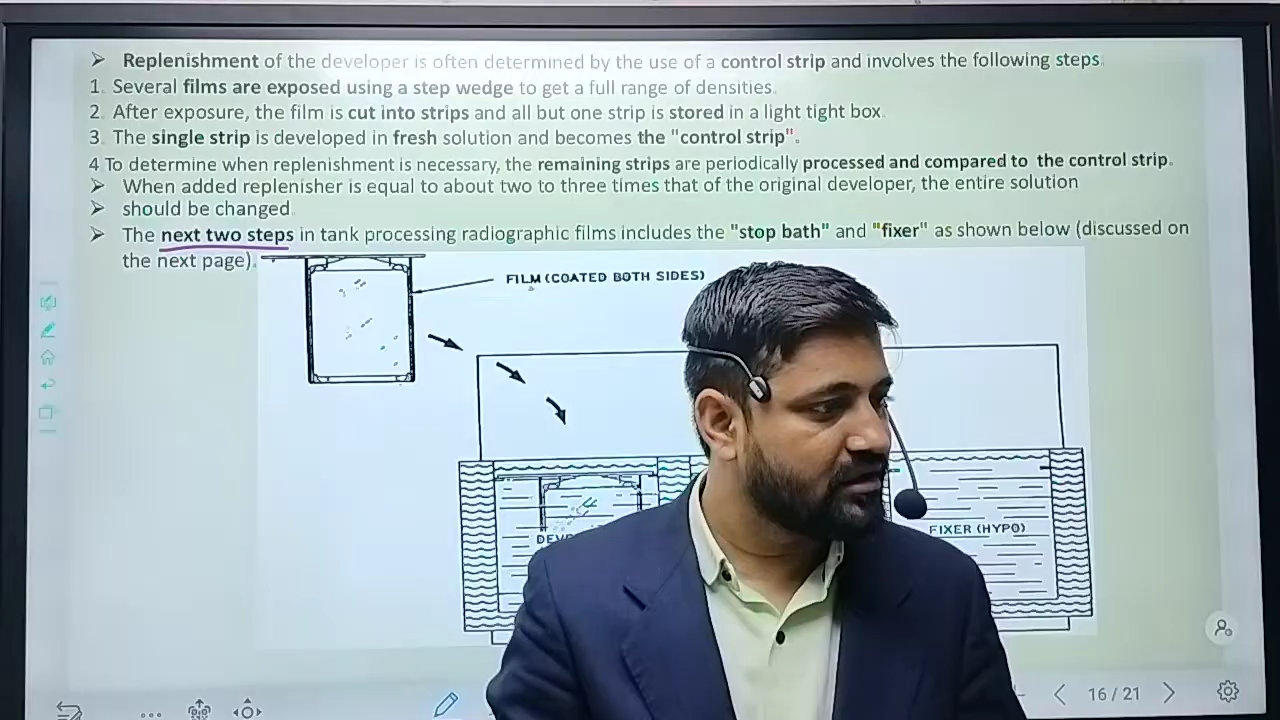 ➤ Replenishment of the developer is often determined by the use of a control strip and involves the following steps.
1. Several films are exposed using a step wedge to get a full range of densities.
2. After exposure, the film is cut into strips and all but one strip is stored in a light tight box.
3. The single strip is developed in fresh solution and becomes the "control strip".
4 To determine when replenishment is necessary, the remaining strips are periodically processed and compared to the control strip.
➤ When added replenisher is equal to about two to three times that of the original developer, the entire solution
➤ should be changed
➤ The next two steps in tank processing radiographic films includes the "stop bath" and "fixer" as shown below (discussed on
the next page).
FILM (COATED BOTH SIDES)
FIXER (HYPO)
16 / 21